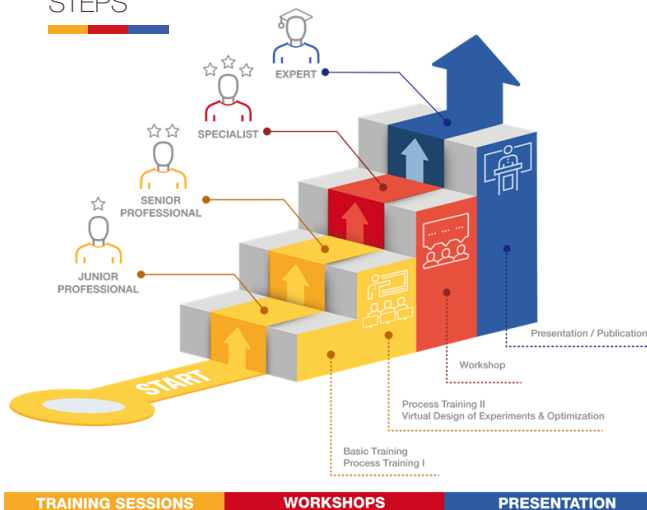 STEPS
EXPERT
SPECIALIST
SENIOR
PROFESSIONAL
JUNIOR
PROFESSIONAL
START
Presentation / Publication
Workshop
Process Training II
Virtual Design of Experiments & Optimization
Basic Training
Process Training I
TRAINING SESSIONS
WORKSHOPS
PRESENTATION